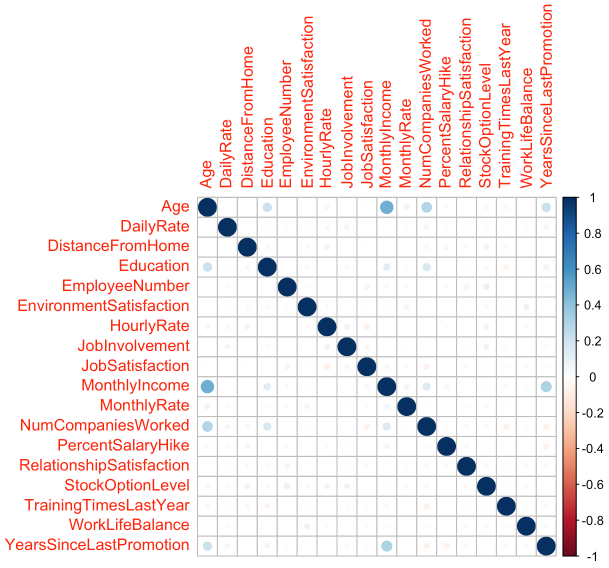 Age
DailyRate
DistanceFromHome
Education
EmployeeNumber
EnvironmentSatisfaction
HourlyRate
JobInvolvement
JobSatisfaction
MonthlyIncome
MonthlyRate
NumCompaniesWorked
PercentSalaryHike
RelationshipSatisfaction
StockOptionLevel
TrainingTimesLastYear
WorkLifeBalance
YearsSinceLastPromotion
Age
DailyRate
DistanceFromHome
Education
EmployeeNumber
EnvironmentSatisfaction
HourlyRate
JobInvolvement
JobSatisfaction
MonthlyIncome
MonthlyRate
NumCompaniesWorked
PercentSalaryHike
RelationshipSatisfaction
StockOptionLevel
TrainingTimesLastYear
WorkLifeBalance
YearsSinceLastPromotion
1
0.8
0.6
0.4
0.2
0
-0.2
-0.4
-0.6
-0.8
-1